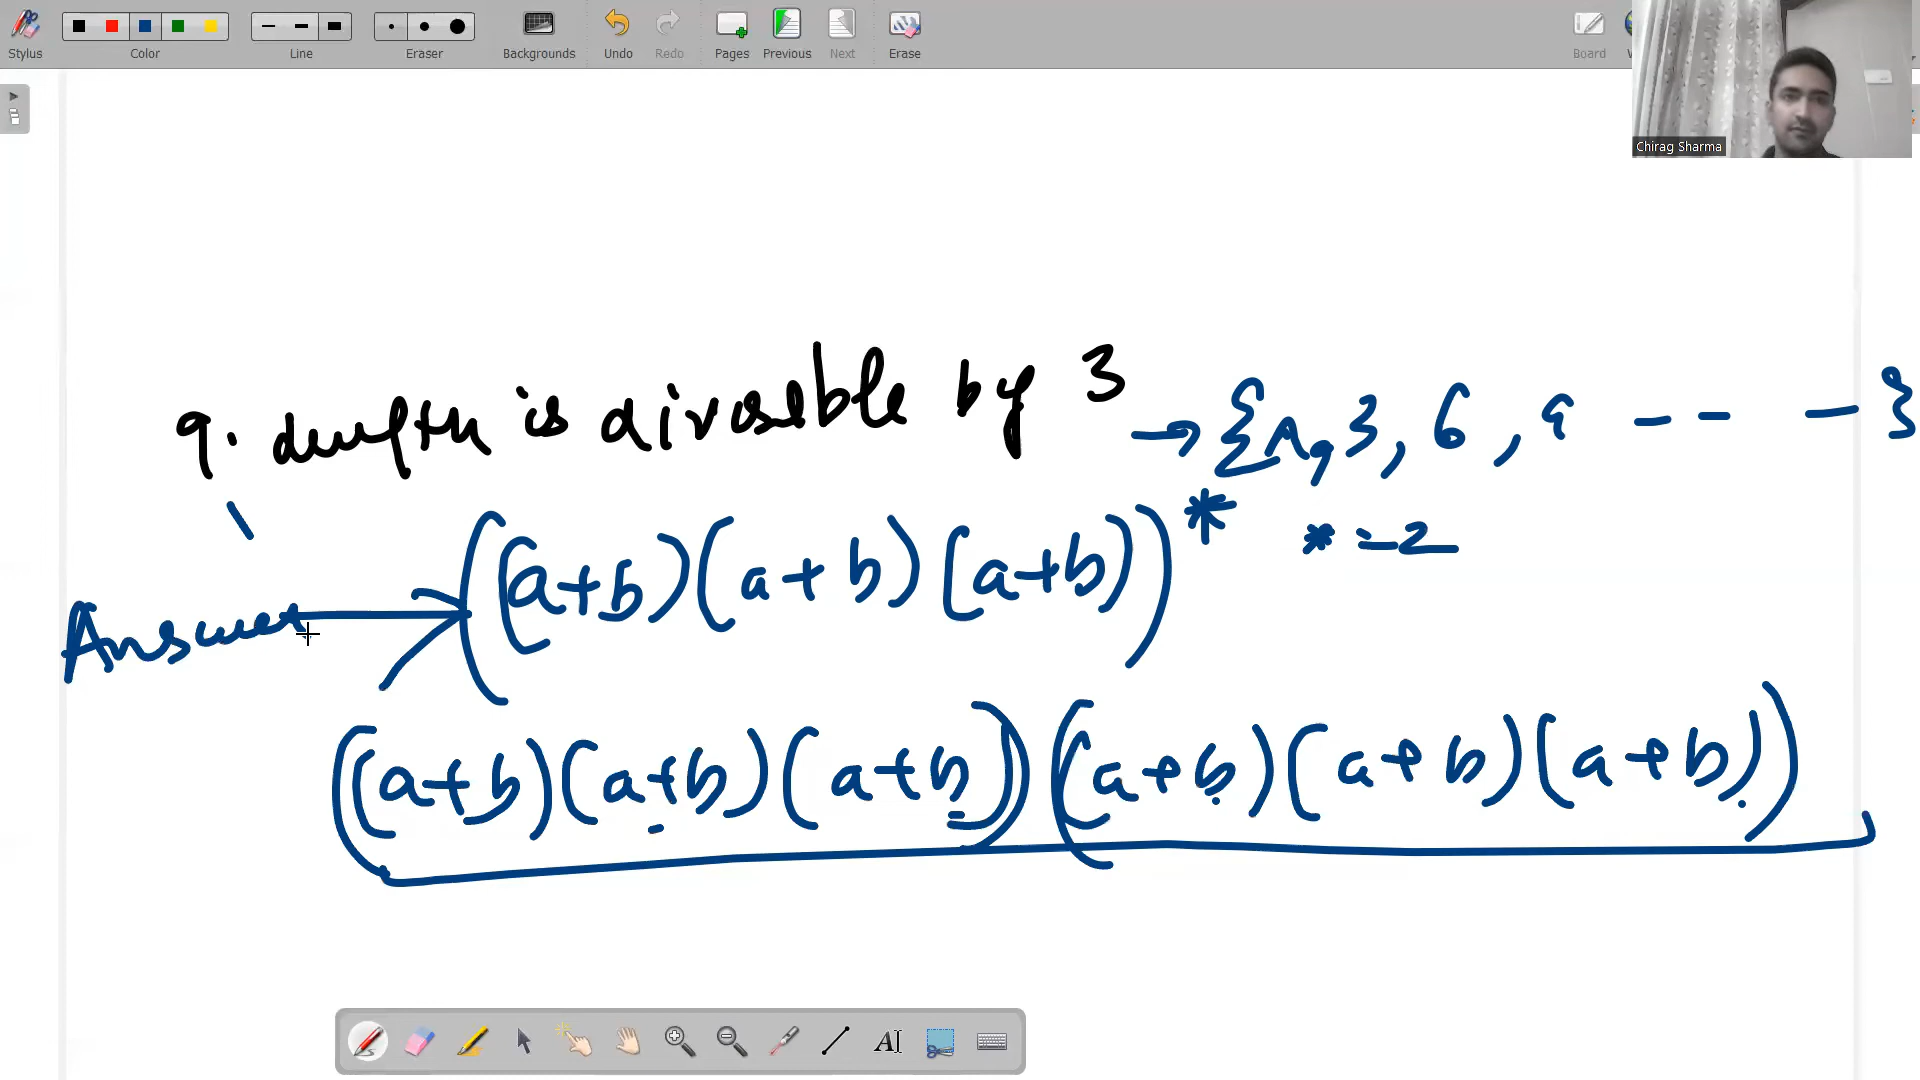 Stylus Color Line Eraser Backgrounds Undo Redo Pages Previous Next Erase Board
Chirag Sharma
9. length is divisible by 3 → {Λ, 3, 6, 9 - - - }
Answer → ((a+b)(a+b)(a+b))* * = 2
((a+b)(a+b)(a+b))((a+b)(a+b)(a+b))